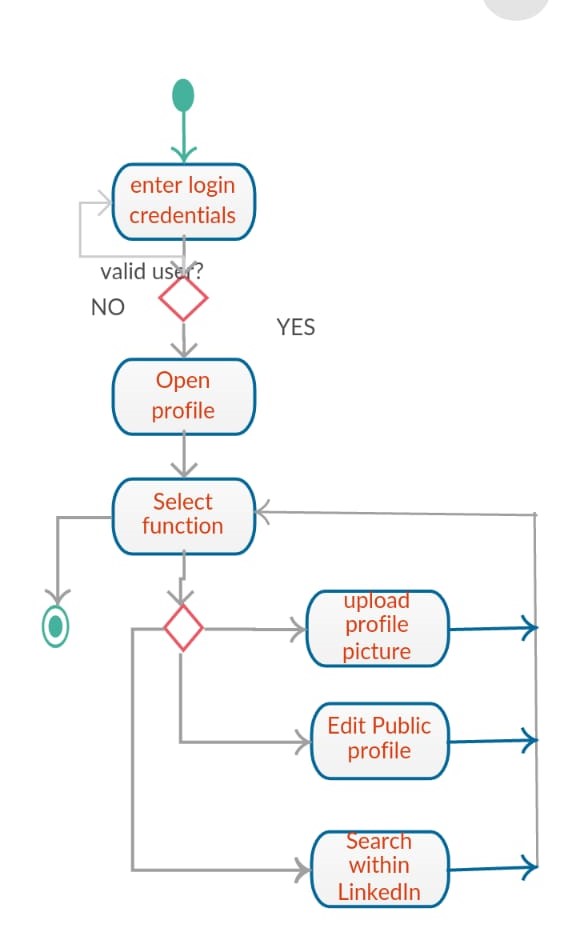 enter login
credentials
valid user?
NO
YES
Open
profile
Select
function
upload
profile
picture
Edit Public
profile
Search
within
LinkedIn